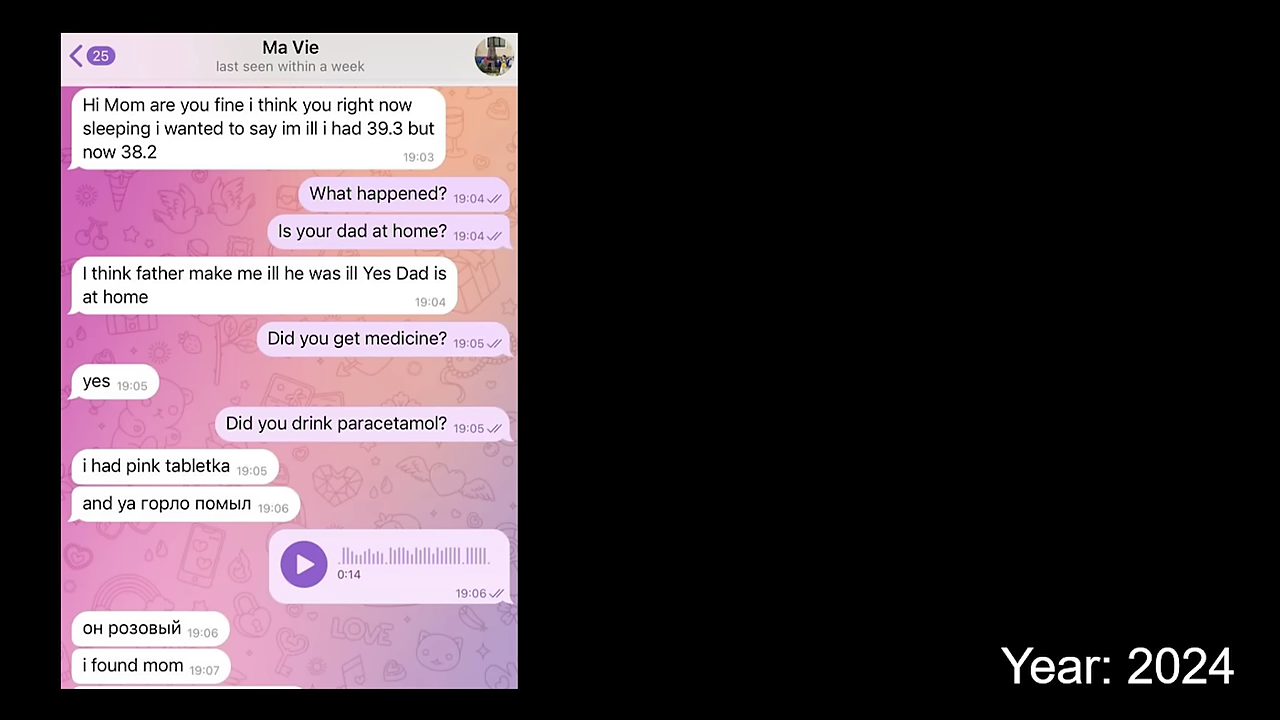 25
Ma Vie
last seen within a week
Hi Mom are you fine i think you right now
sleeping i wanted to say im ill i had 39.3 but
now 38.2
19:03
What happened? 19:04
Is your dad at home? 19:04
I think father make me ill he was ill Yes Dad is
at home
19:04
Did you get medicine? 19:05
yes 19:05
Did you drink paracetamol? 19:05
i had pink tabletka 19:05
and ya горло помыл 19:06
0:14
19:06
LOVE
он розовый 19:06
i found mom 19:07
Year: 2024